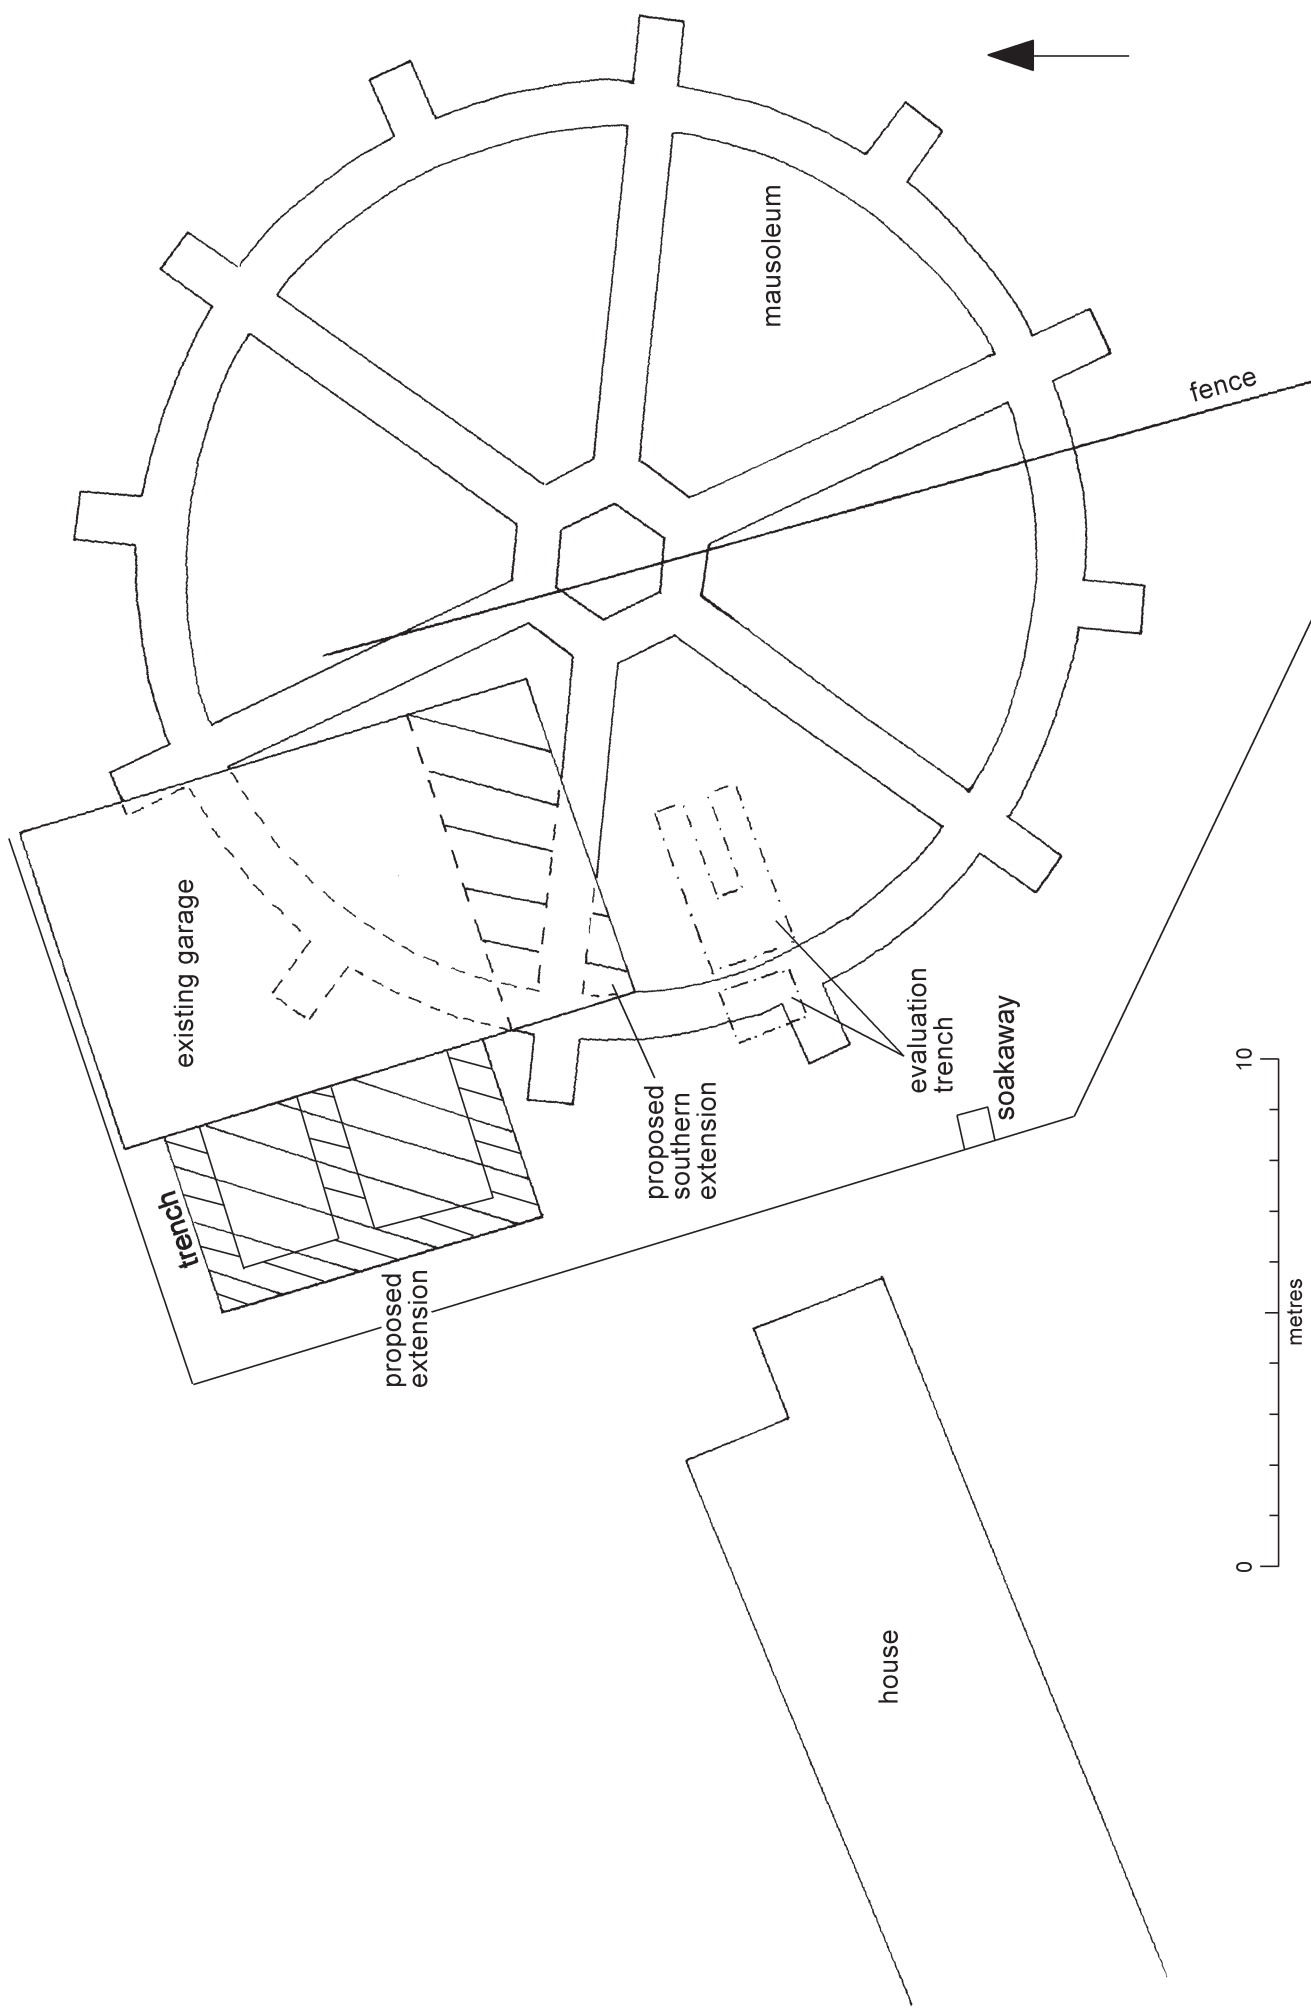 mausoleum
fence
existing garage
trench
proposed
extension
proposed
southern
extension
evaluation
trench
soakaway
house
0
10
metres